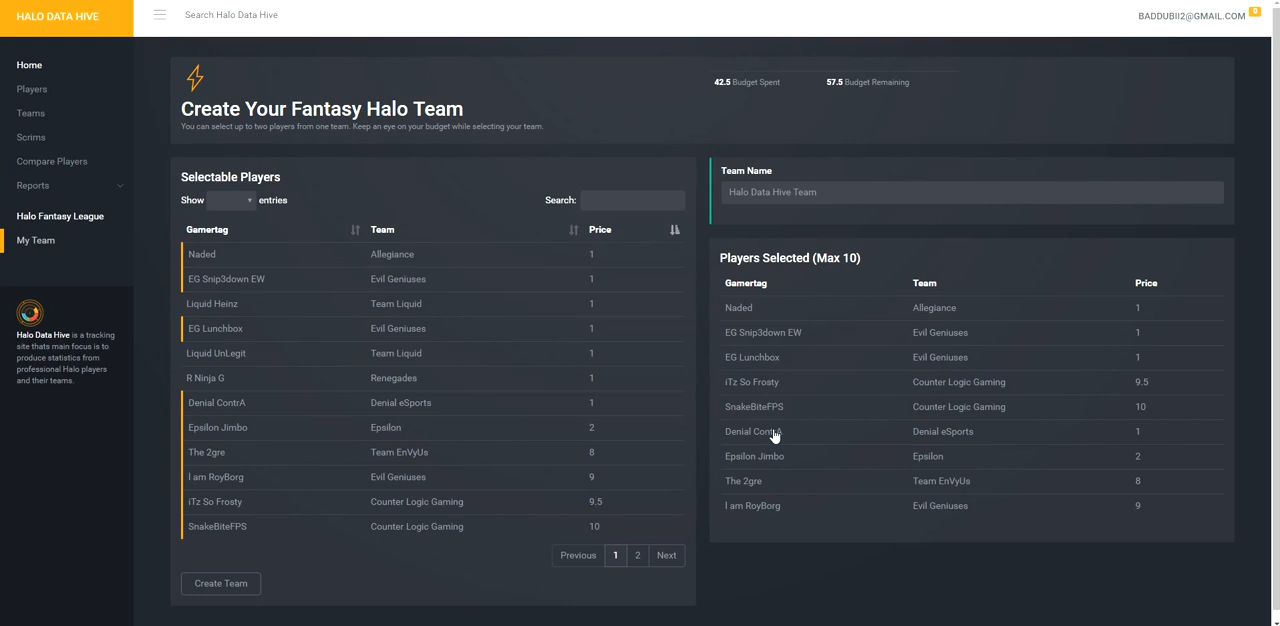 HALO DATA HIVE
Search Halo Data Hive
BADDUBII2@GMAIL.COM 0
Home
Players
Teams
Scrims
Compare Players
Reports
Halo Fantasy League
My Team
Halo Data Hive is a tracking
site thats main focus is to
produce statistics from
professional Halo players
and their teams.
Create Your Fantasy Halo Team
You can select up to two players from one team. Keep an eye on your budget while selecting your team.
42.5 Budget Spent 57.5 Budget Remaining
Selectable Players
Show entries Search:
Gamertag Team Price
Naded Allegiance 1
EG Snip3down EW Evil Geniuses 1
Liquid Heinz Team Liquid 1
EG Lunchbox Evil Geniuses 1
Liquid UnLegit Team Liquid 1
R Ninja G Renegades 1
Denial ContrA Denial eSports 1
Epsilon Jimbo Epsilon 2
The 2gre Team EnVyUs 8
I am RoyBorg Evil Geniuses 9
iTz So Frosty Counter Logic Gaming 9.5
SnakeBiteFPS Counter Logic Gaming 10
Previous 1 2 Next
Create Team
Team Name
Halo Data Hive Team
Players Selected (Max 10)
Gamertag Team Price
Naded Allegiance 1
EG Snip3down EW Evil Geniuses 1
EG Lunchbox Evil Geniuses 1
iTz So Frosty Counter Logic Gaming 9.5
SnakeBiteFPS Counter Logic Gaming 10
Denial ContrA Denial eSports 1
Epsilon Jimbo Epsilon 2
The 2gre Team EnVyUs 8
I am RoyBorg Evil Geniuses 9